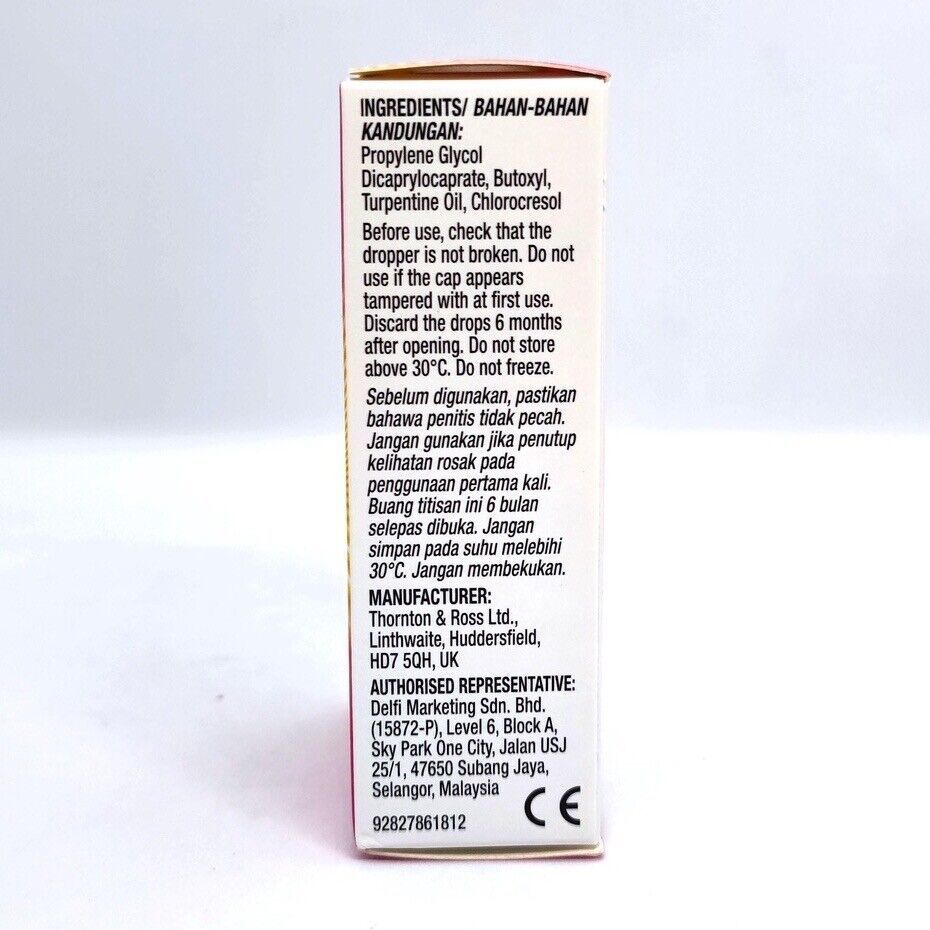 INGREDIENTS/ BAHAN-BAHAN
KANDUNGAN:
Propylene Glycol
Dicaprylocaprate, Butoxyl,
Turpentine Oil, Chlorocresol
Before use, check that the
dropper is not broken. Do not
use if the cap appears
tampered with at first use.
Discard the drops 6 months
after opening. Do not store
above 30°C. Do not freeze.
Sebelum digunakan, pastikan
bahawa penitis tidak pecah.
Jangan gunakan jika penutup
kelihatan rosak pada
penggunaan pertama kali.
Buang titisan ini 6 bulan
selepas dibuka. Jangan
simpan pada suhu melebihi
30°C. Jangan membekukan.
MANUFACTURER:
Thornton & Ross Ltd.,
Linthwaite, Huddersfield,
HD7 5QH, UK
AUTHORISED REPRESENTATIVE:
Delfi Marketing Sdn. Bhd.
(15872-P), Level 6, Block A,
Sky Park One City, Jalan USJ
25/1, 47650 Subang Jaya,
Selangor, Malaysia
92827861812
CE